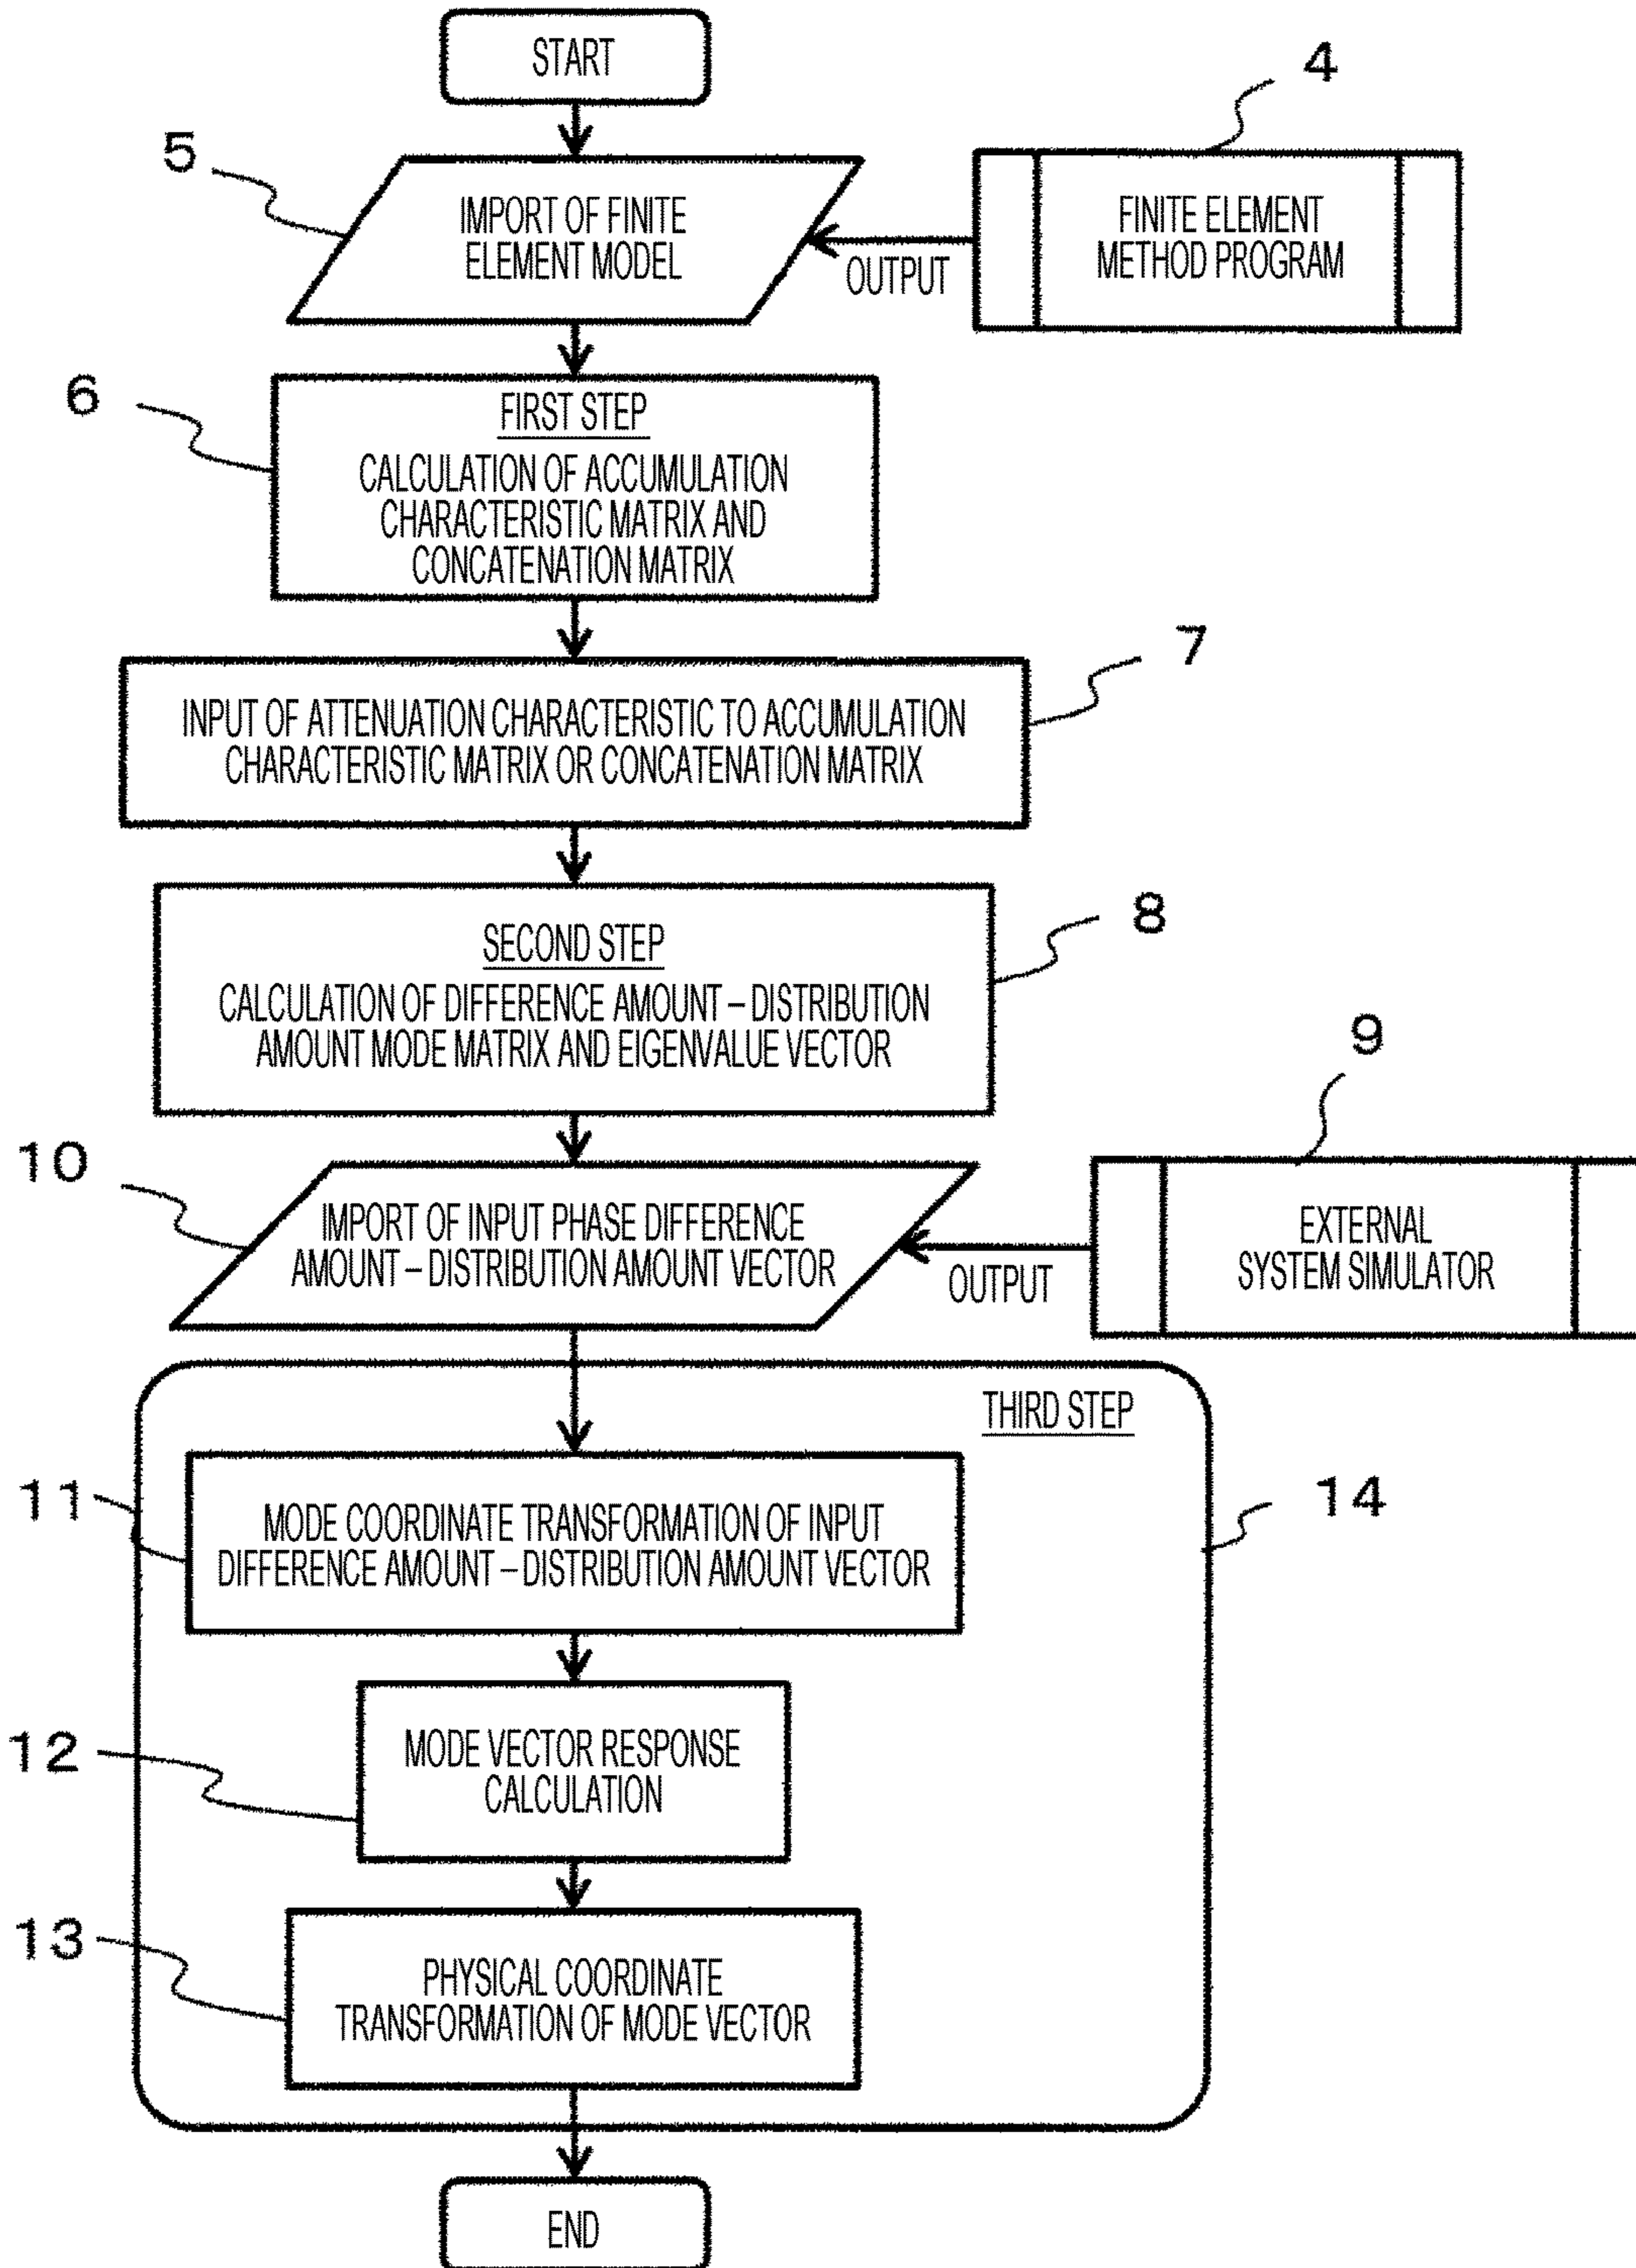 START
4
5
IMPORT OF FINITE
ELEMENT MODEL
OUTPUT
FINITE ELEMENT
METHOD PROGRAM
6
FIRST STEP
CALCULATION OF ACCUMULATION
CHARACTERISTIC MATRIX AND
CONCATENATION MATRIX
7
INPUT OF ATTENUATION CHARACTERISTIC TO ACCUMULATION
CHARACTERISTIC MATRIX OR CONCATENATION MATRIX
8
SECOND STEP
CALCULATION OF DIFFERENCE AMOUNT – DISTRIBUTION
AMOUNT MODE MATRIX AND EIGENVALUE VECTOR
9
10
IMPORT OF INPUT PHASE DIFFERENCE
AMOUNT – DISTRIBUTION AMOUNT VECTOR
OUTPUT
EXTERNAL
SYSTEM SIMULATOR
THIRD STEP
11
14
MODE COORDINATE TRANSFORMATION OF INPUT
DIFFERENCE AMOUNT – DISTRIBUTION AMOUNT VECTOR
12
MODE VECTOR RESPONSE
CALCULATION
13
PHYSICAL COORDINATE
TRANSFORMATION OF MODE VECTOR
END